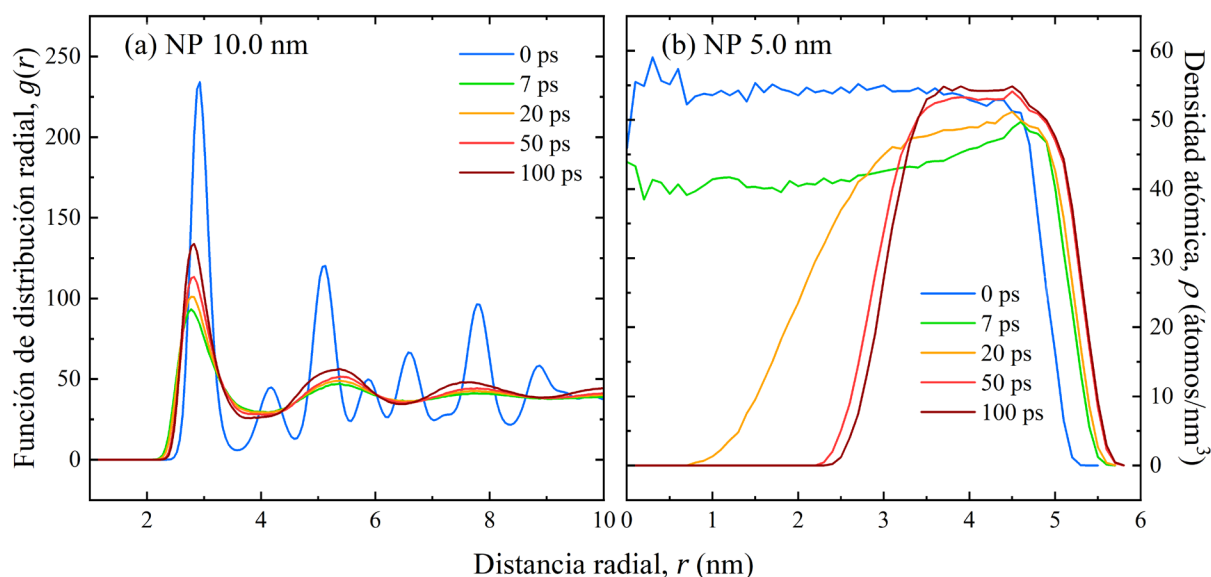 (a) NP 10.0 nm
Función de distribución radial, g(r)
250
200
150
100
50
0
0 ps
7 ps
20 ps
50 ps
100 ps
2
4
6
8
10
(b) NP 5.0 nm
0 ps
7 ps
20 ps
50 ps
100 ps
0
1
2
3
4
5
6
60
50
40
30
20
10
0
Densidad atómica, ρ (átomos/nm³)
Distancia radial, r (nm)